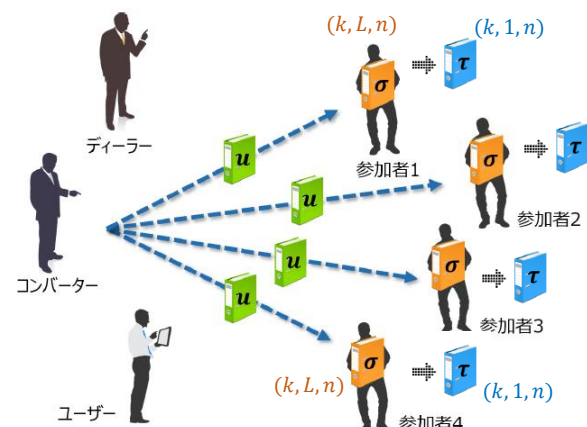 (k, L, n)
(k, 1, n)
σ
τ
ディーラー
u
参加者1
σ
τ
u
参加者2
コンバーター
u
σ
τ
u
参加者3
σ
τ
(k, L, n)
(k, 1, n)
ユーザー
参加者4